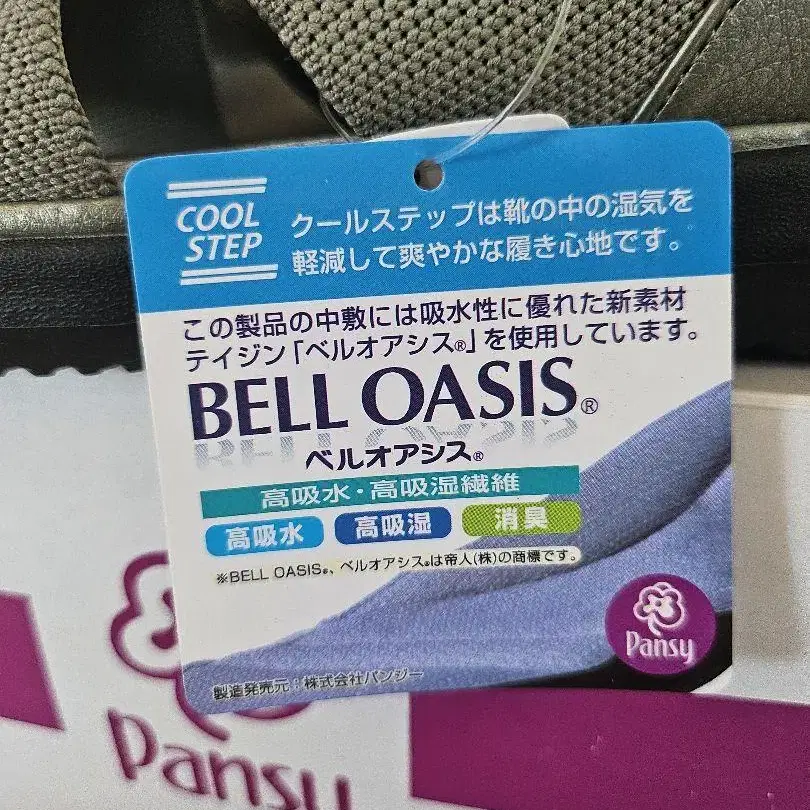 COOL
STEP
クールステップは靴の中の湿気を
軽減して爽やかな履き心地です。
この製品の中敷には吸水性に優れた新素材
テイジン「ベルオアシス®」を使用しています。
BELL OASIS®
ベルオアシス®
高吸水・高吸湿繊維
高吸水 高吸湿 消臭
※BELL OASIS®、ベルオアシス®は帝人(株)の商標です。
Pansy
製造発売元：株式会社パンジー
Pansy